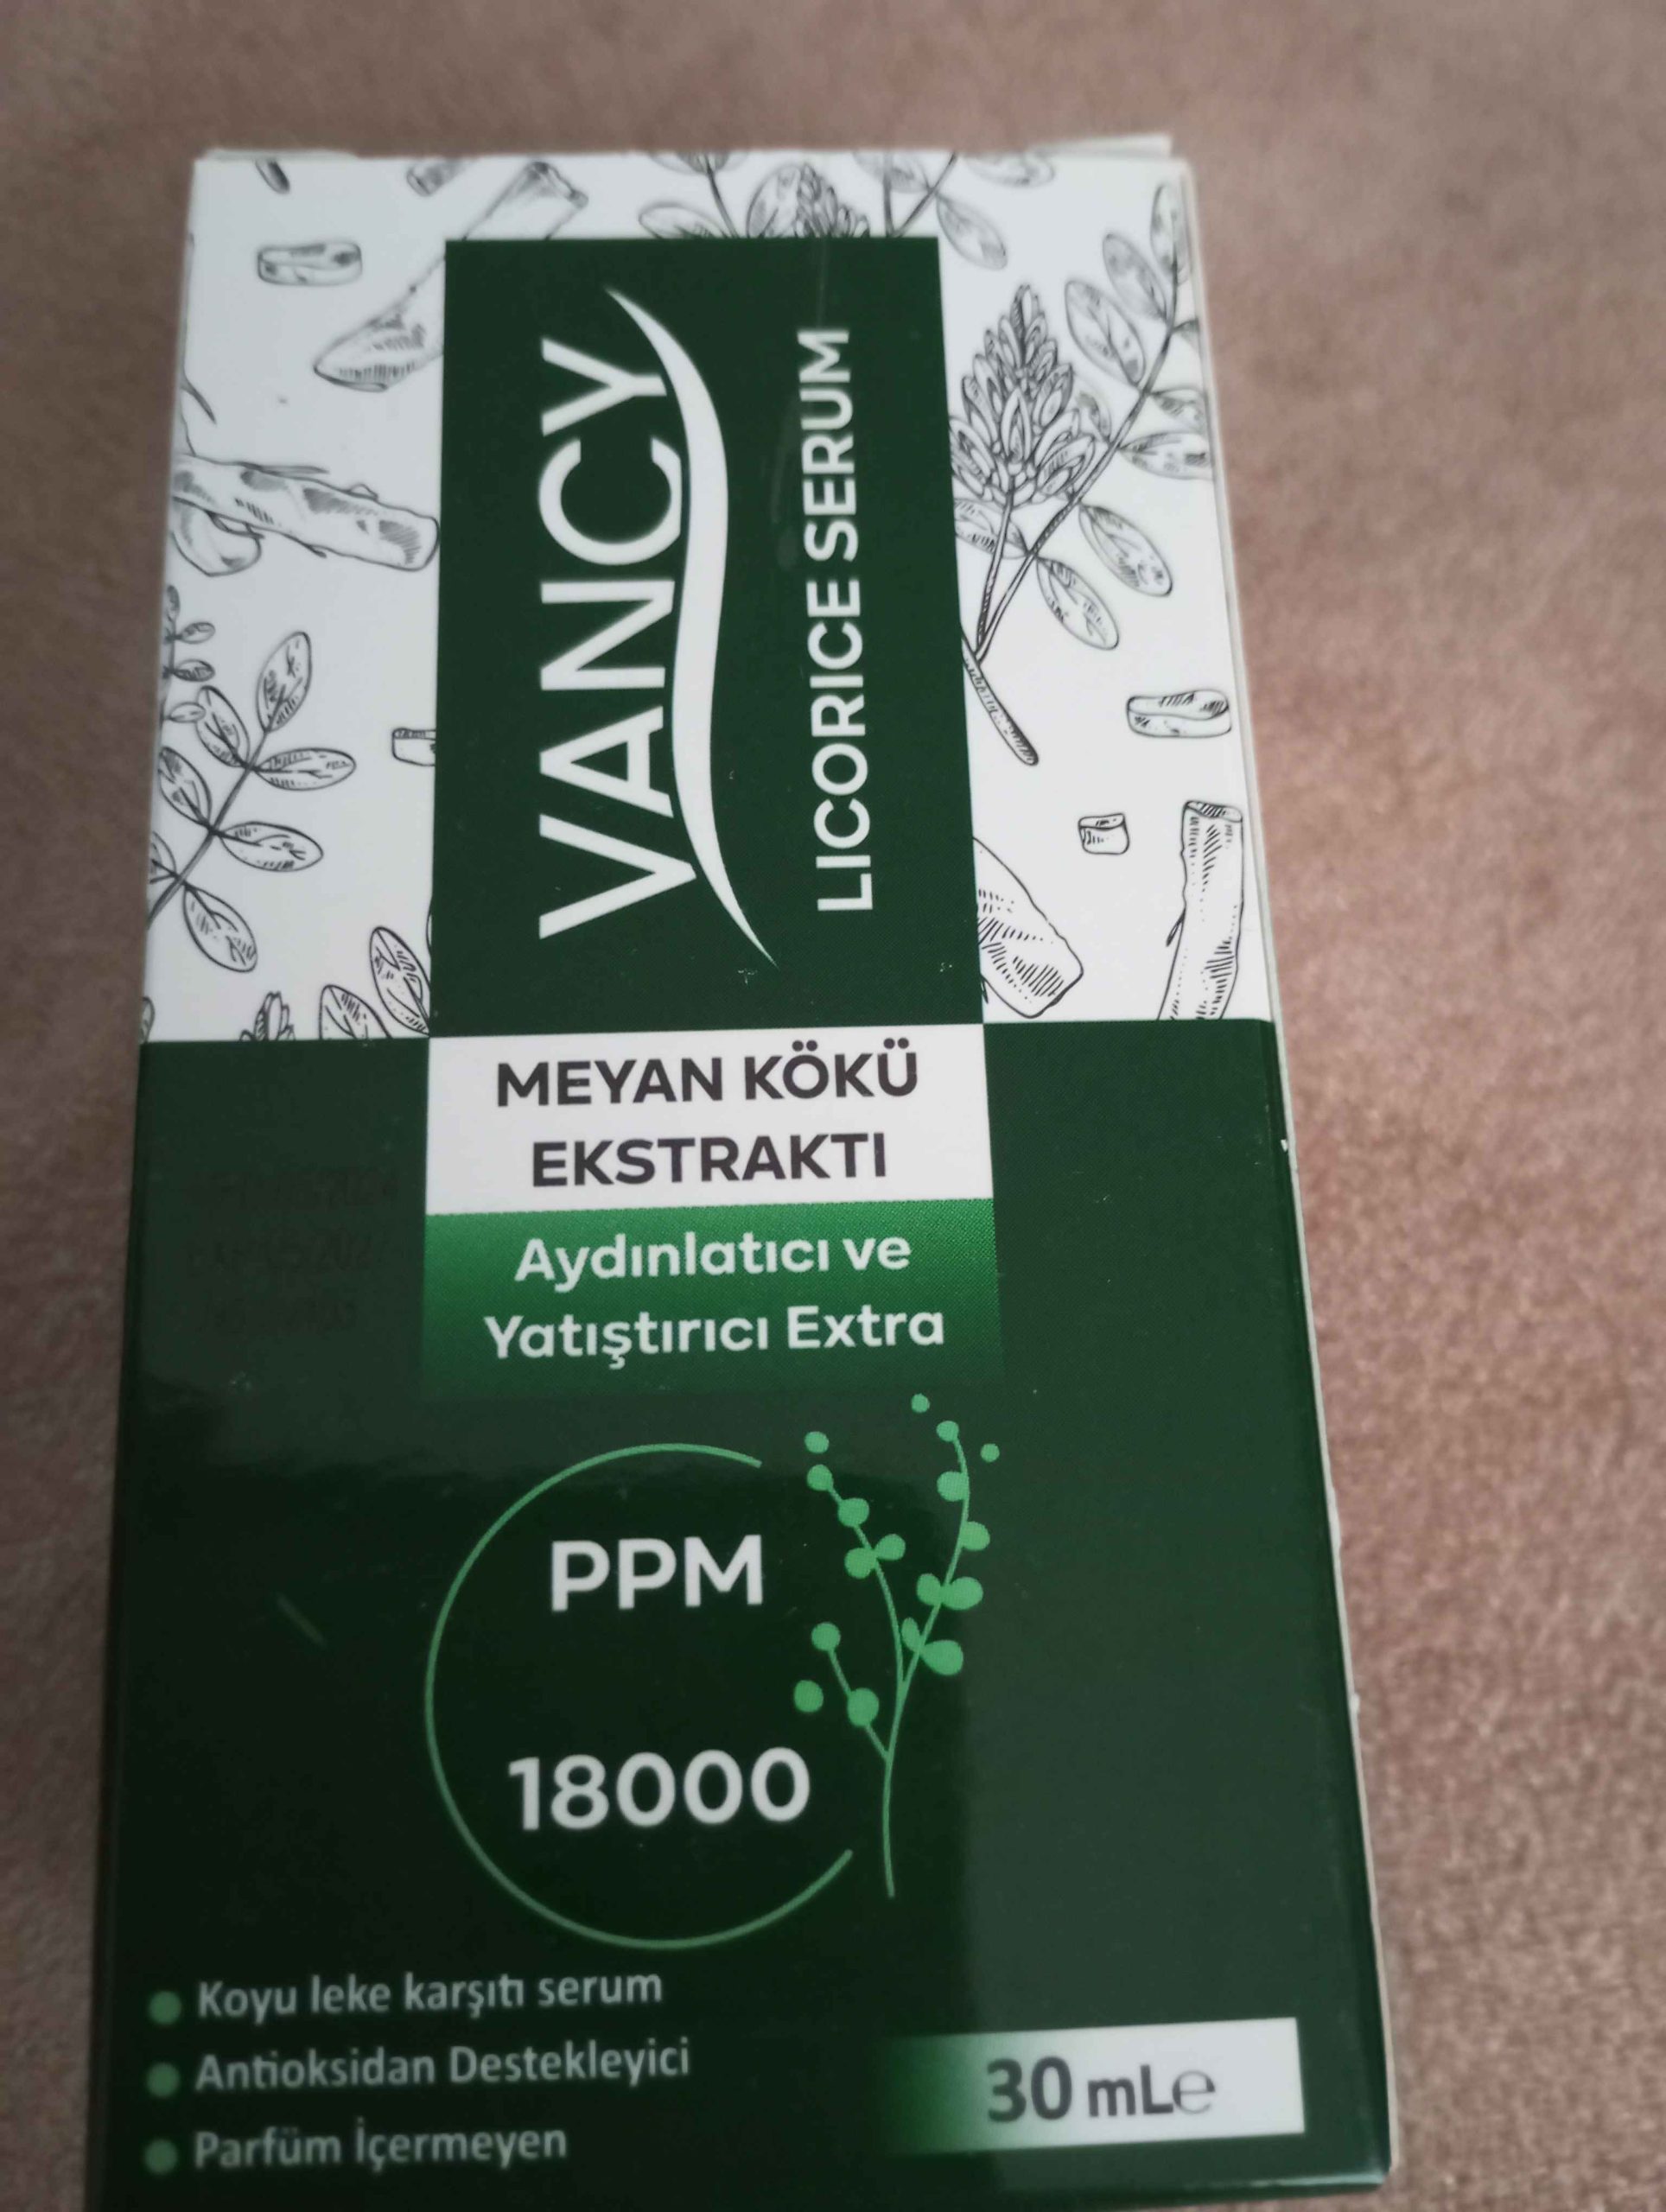 VANCY
LICORICE SERUM
MEYAN KÖKÜ
EKSTRAKTI
Aydınlatıcı ve
Yatıştırıcı Extra
PPM
18000
Koyu leke karşıtı serum
Antioksidan Destekleyici
Parfüm İçermeyen
30 mLe